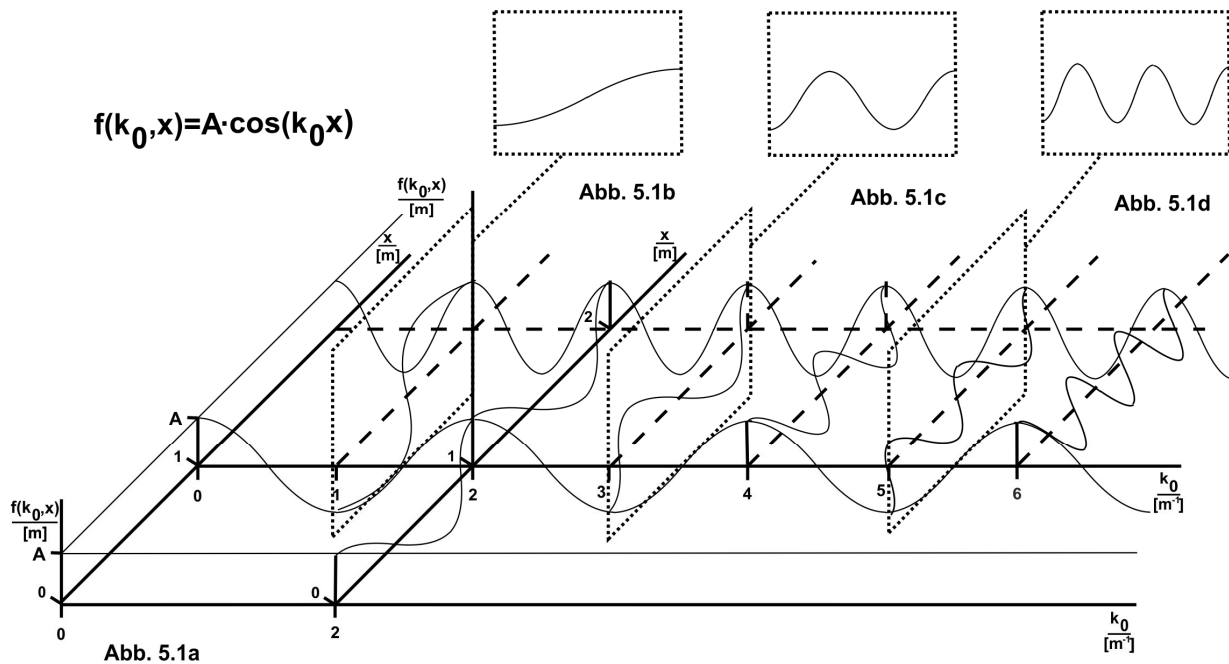 f(k0,x)=A·cos(k0x)
Abb. 5.1b
Abb. 5.1c
Abb. 5.1d
f(k0,x)
[m]
x
[m]
x
[m]
2
A
1
1
0
1
2
3
4
5
6
k0
[m-1]
f(k0,x)
[m]
A
0
0
0
2
k0
[m-1]
Abb. 5.1a